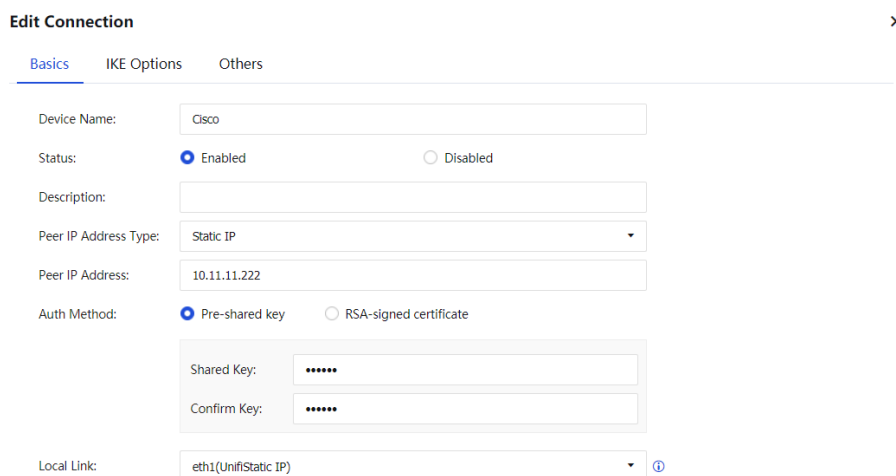 Edit Connection
Basics IKE Options Others
Device Name: Cisco
Status: Enabled Disabled
Description:
Peer IP Address Type: Static IP
Peer IP Address: 10.11.11.222
Auth Method: Pre-shared key RSA-signed certificate
Shared Key: ••••••
Confirm Key: ••••••
Local Link: eth1(UnifiStatic IP)